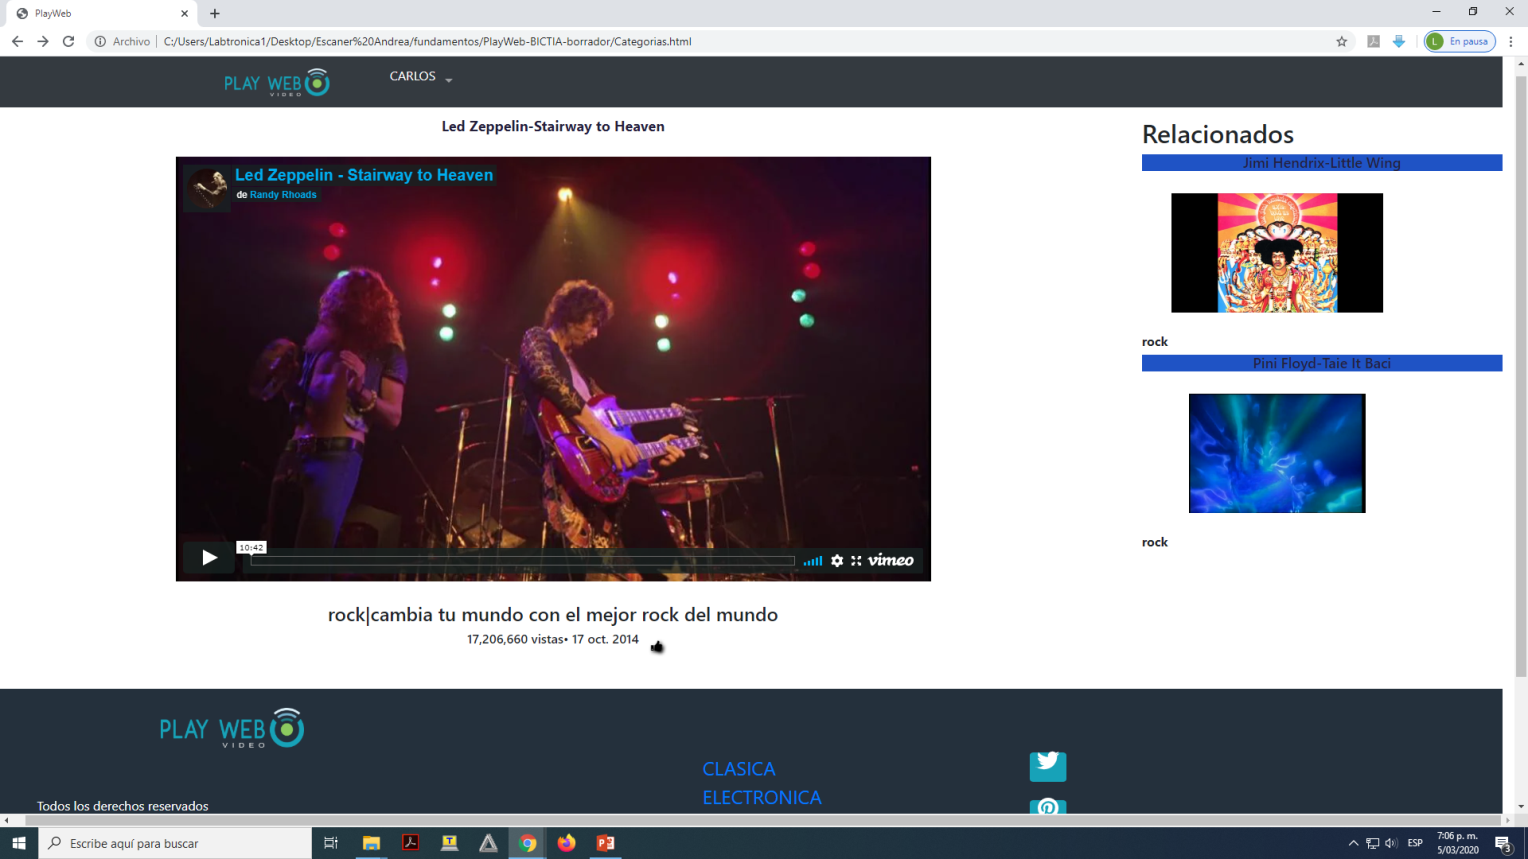 PlayWeb
Archivo
C:/Users/Labtronica1/Desktop/Escaner%20Andrea/fundamentos/PlayWeb-BICTIA-borrador/Categorias.html
L
En pausa
PLAY WEB
VIDEO
CARLOS
Led Zeppelin-Stairway to Heaven
Led Zeppelin - Stairway to Heaven
de Randy Rhoads
10:42
vimeo
rock|cambia tu mundo con el mejor rock del mundo
17,206,660 vistas• 17 oct. 2014
Relacionados
Jimi Hendrix-Little Wing
rock
Pini Floyd-Taie It Baci
rock
PLAY WEB
VIDEO
Todos los derechos reservados
CLASICA
ELECTRONICA
Escribe aquí para buscar
ESP
7:06 p. m.
5/03/2020
3